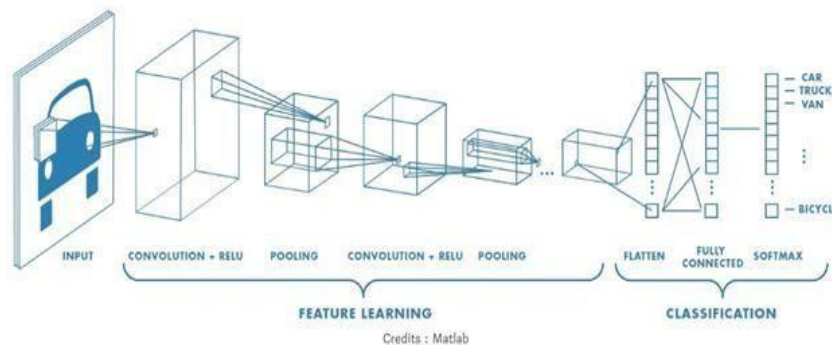 CAR
TRUCK
VAN
BICYCL
INPUT
CONVOLUTION + RELU
POOLING
CONVOLUTION + RELU
POOLING
FLATTEN
FULLY
CONNECTED
SOFTMAX
FEATURE LEARNING
CLASSIFICATION
Credits : Matlab